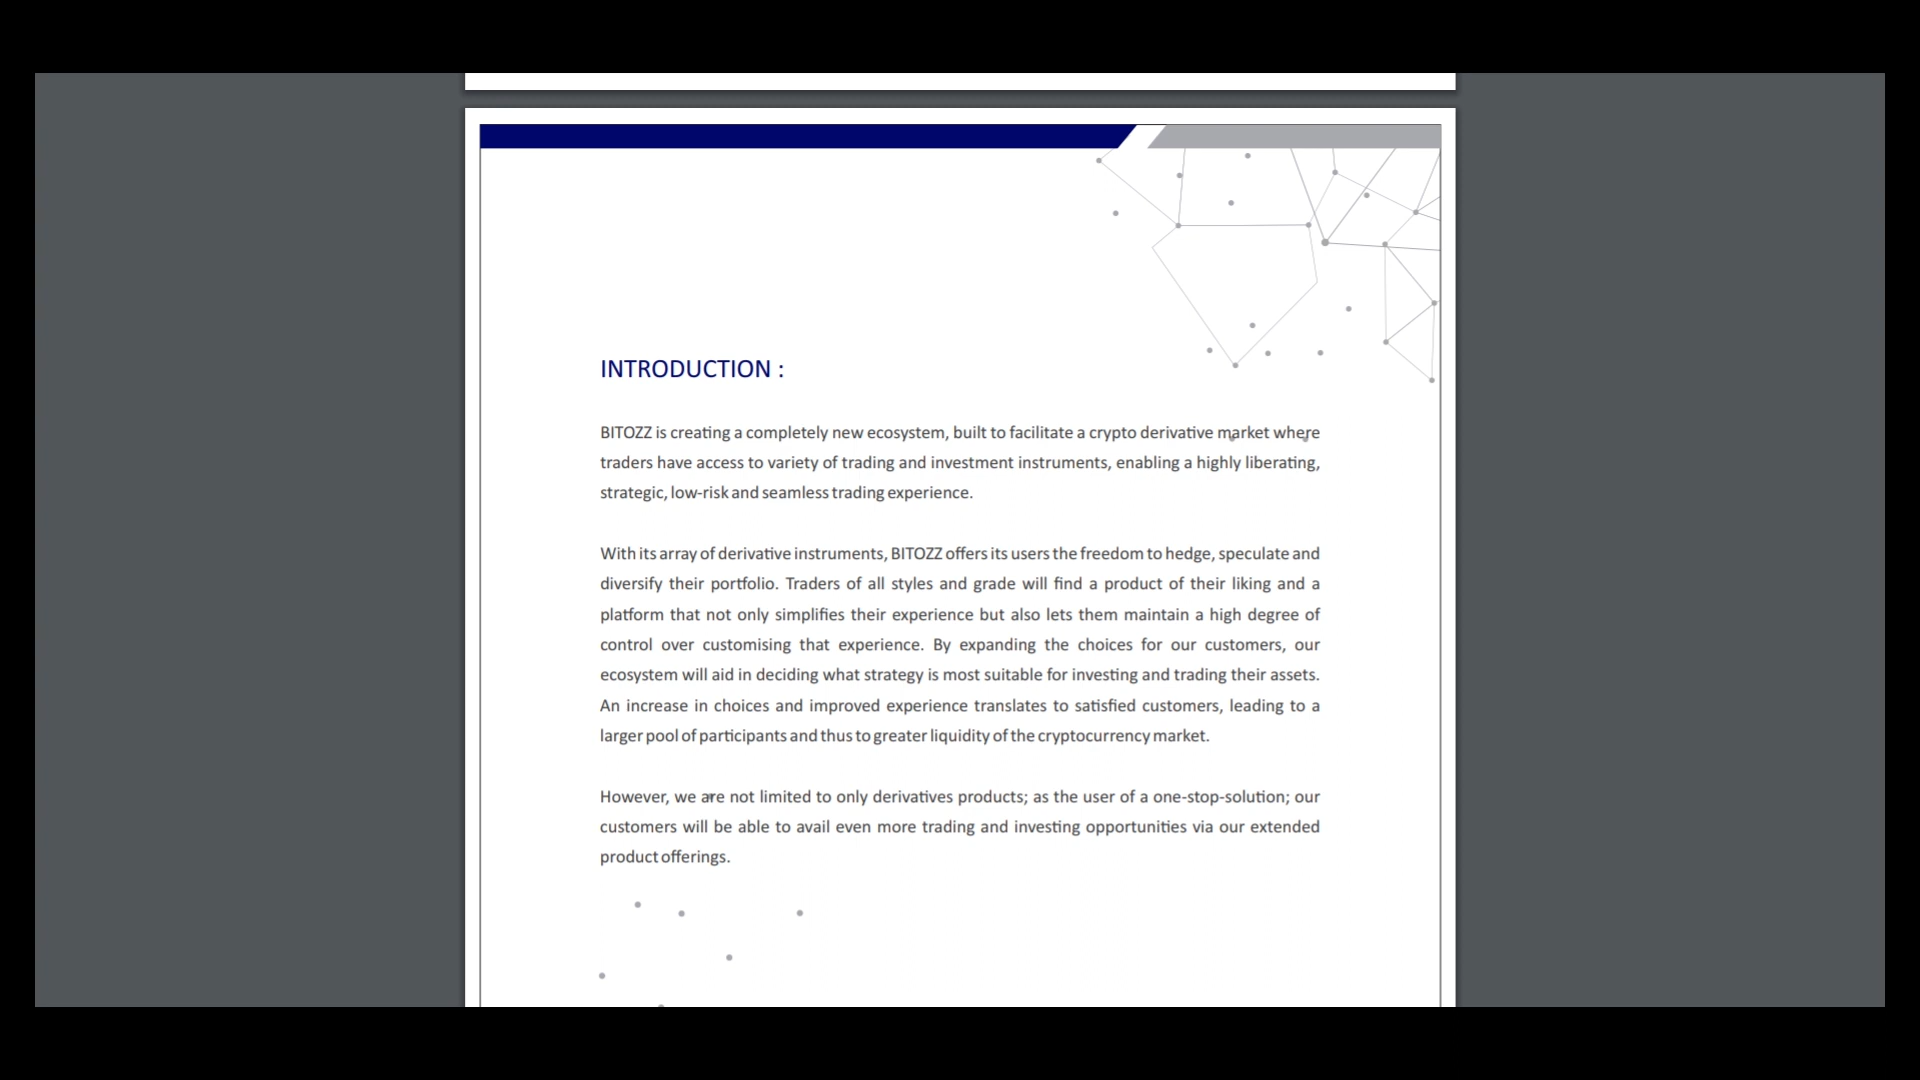 INTRODUCTION :
BITOZZ is creating a completely new ecosystem, built to facilitate a crypto derivative market where
traders have access to variety of trading and investment instruments, enabling a highly liberating,
strategic, low-risk and seamless trading experience.
With its array of derivative instruments, BITOZZ offers its users the freedom to hedge, speculate and
diversify their portfolio. Traders of all styles and grade will find a product of their liking and a
platform that not only simplifies their experience but also lets them maintain a high degree of
control over customising that experience. By expanding the choices for our customers, our
ecosystem will aid in deciding what strategy is most suitable for investing and trading their assets.
An increase in choices and improved experience translates to satisfied customers, leading to a
larger pool of participants and thus to greater liquidity of the cryptocurrency market.
However, we are not limited to only derivatives products; as the user of a one-stop-solution; our
customers will be able to avail even more trading and investing opportunities via our extended
product offerings.